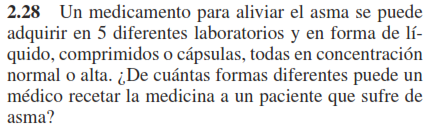 2.28 Un medicamento para aliviar el asma se puede
adquirir en 5 diferentes laboratorios y en forma de lí-
quido, comprimidos o cápsulas, todas en concentración
normal o alta. ¿De cuántas formas diferentes puede un
médico recetar la medicina a un paciente que sufre de
asma?